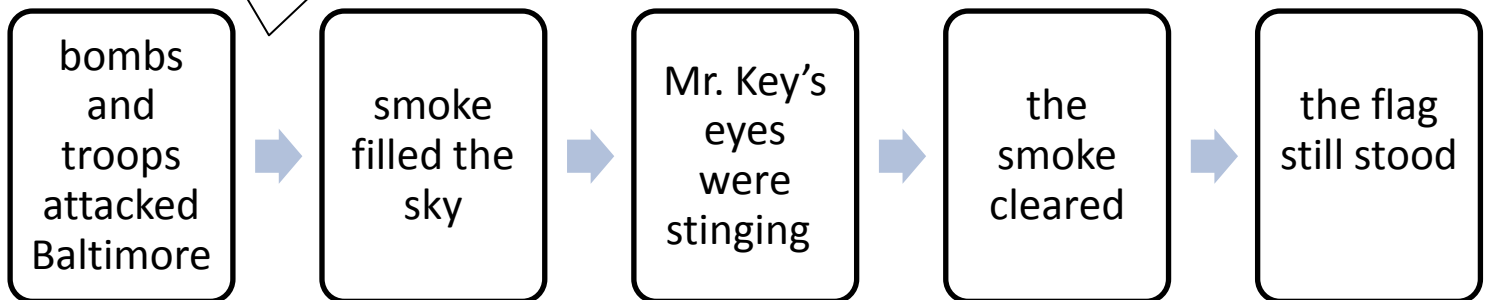 bombs
and
troops
attacked
Baltimore
smoke
filled the
sky
Mr. Key's
eyes
were
stinging
the
smoke
cleared
the flag
still stood